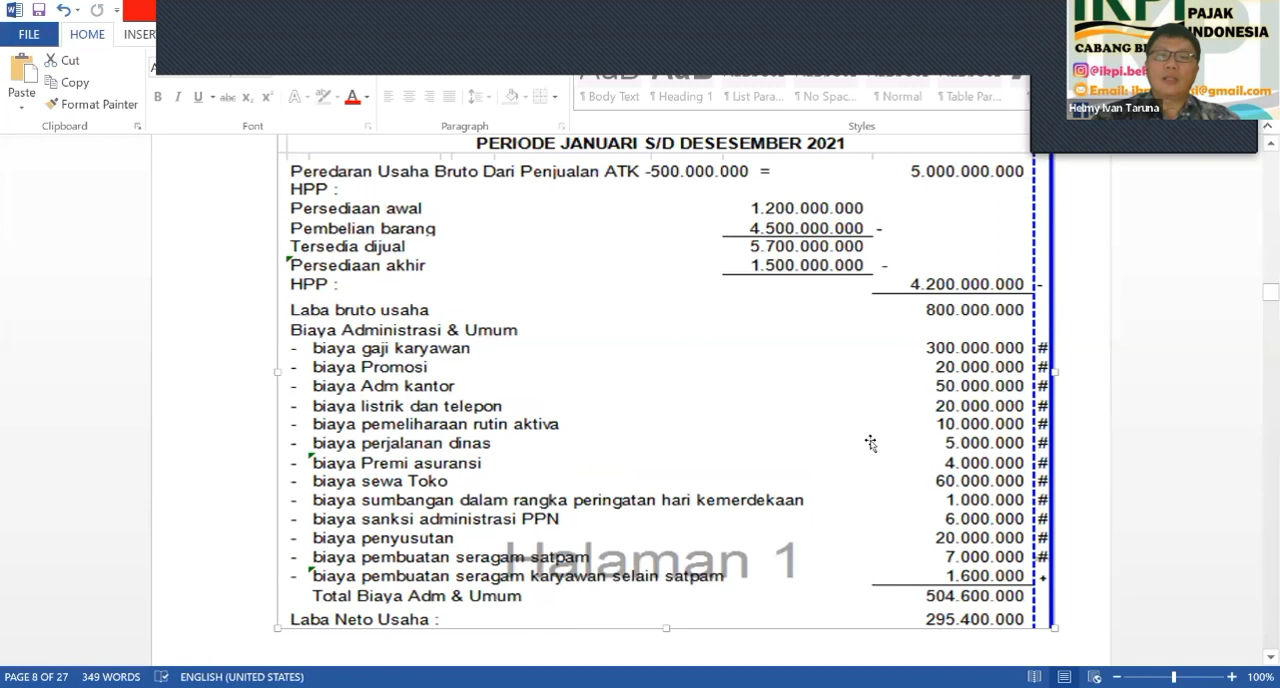 FILE
HOME
INSER
Cut
Copy
Paste
Format Painter
Clipboard
B I U abc X₂ X²
Font
Paragraph
Body Text
Heading 1
List Para...
No Spac...
Normal
Table Par...
Styles
IKPI
PAJAK
INDONESIA
CABANG
Helmy Ivan Taruna
PERIODE JANUARI S/D DESESEMBER 2021
Peredaran Usaha Bruto Dari Penjualan ATK -500.000.000 = 5.000.000.000
HPP :
Persediaan awal 1.200.000.000
Pembelian barang 4.500.000.000 -
Tersedia dijual 5.700.000.000
Persediaan akhir 1.500.000.000 -
HPP : 4.200.000.000 -
Laba bruto usaha 800.000.000
Biaya Administrasi & Umum
- biaya gaji karyawan 300.000.000 #
- biaya Promosi 20.000.000 #
- biaya Adm kantor 50.000.000 #
- biaya listrik dan telepon 20.000.000 #
- biaya pemeliharaan rutin aktiva 10.000.000 #
- biaya perjalanan dinas 5.000.000 #
- biaya Premi asuransi 4.000.000 #
- biaya sewa Toko 60.000.000 #
- biaya sumbangan dalam rangka peringatan hari kemerdekaan 1.000.000 #
- biaya sanksi administrasi PPN 6.000.000 #
- biaya penyusutan 20.000.000 #
- biaya pembuatan seragam satpam 7.000.000 #
- biaya pembuatan seragam karyawan selain satpam 1.600.000 +
Total Biaya Adm & Umum 504.600.000
Laba Neto Usaha : 295.400.000
Halaman 1
PAGE 8 OF 27 349 WORDS ENGLISH (UNITED STATES) 100%